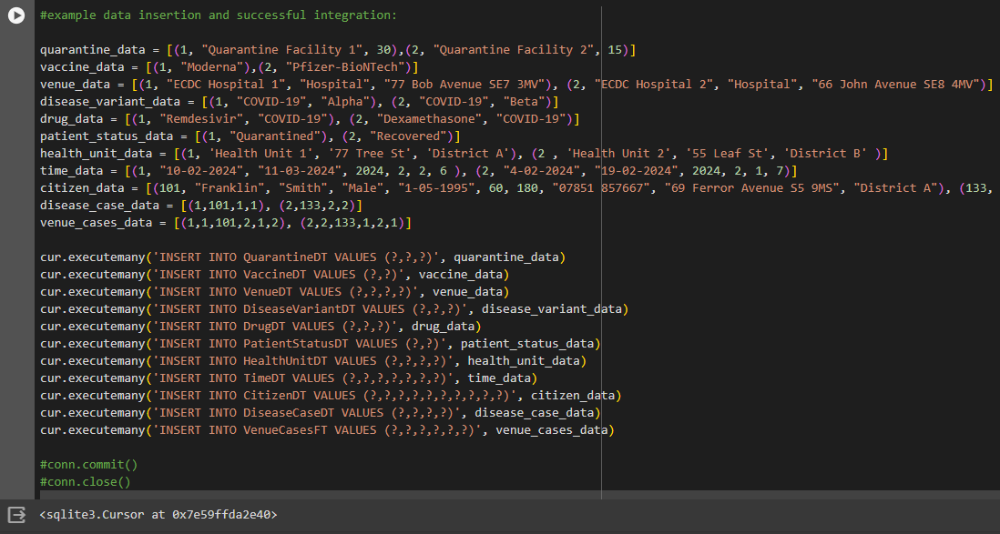 #example data insertion and successful integration:
quarantine_data = [(1, "Quarantine Facility 1", 30),(2, "Quarantine Facility 2", 15)]
vaccine_data = [(1, "Moderna"),(2, "Pfizer-BioNTech")]
venue_data = [(1, "ECDC Hospital 1", "Hospital", "77 Bob Avenue SE7 3MV"), (2, "ECDC Hospital 2", "Hospital", "66 John Avenue SE8 4MV")]
disease_variant_data = [(1, "COVID-19", "Alpha"), (2, "COVID-19", "Beta")]
drug_data = [(1, "Remdesivir", "COVID-19"), (2, "Dexamethasone", "COVID-19")]
patient_status_data = [(1, "Quarantined"), (2, "Recovered")]
health_unit_data = [(1, 'Health Unit 1', '77 Tree St', 'District A'), (2 , 'Health Unit 2', '55 Leaf St', 'District B' )]
time_data = [(1, "10-02-2024", "11-03-2024", 2024, 2, 2, 6 ), (2, "4-02-2024", "19-02-2024", 2024, 2, 1, 7)]
citizen_data = [(101, "Franklin", "Smith", "Male", "1-05-1995", 60, 180, "07851 857667", "69 Ferror Avenue S5 9MS", "District A"), (133,
disease_case_data = [(1,101,1,1), (2,133,2,2)]
venue_cases_data = [(1,1,101,2,1,2), (2,2,133,1,2,1)]
cur.executemany('INSERT INTO QuarantineDT VALUES (?,?,?)', quarantine_data)
cur.executemany('INSERT INTO VaccineDT VALUES (?,?)', vaccine_data)
cur.executemany('INSERT INTO VenueDT VALUES (?,?,?,?)', venue_data)
cur.executemany('INSERT INTO DiseaseVariantDT VALUES (?,?,?)', disease_variant_data)
cur.executemany('INSERT INTO DrugDT VALUES (?,?,?)', drug_data)
cur.executemany('INSERT INTO PatientStatusDT VALUES (?,?)', patient_status_data)
cur.executemany('INSERT INTO HealthUnitDT VALUES (?,?,?,?)', health_unit_data)
cur.executemany('INSERT INTO TimeDT VALUES (?,?,?,?,?,?,?)', time_data)
cur.executemany('INSERT INTO CitizenDT VALUES (?,?,?,?,?,?,?,?,?,?)', citizen_data)
cur.executemany('INSERT INTO DiseaseCaseDT VALUES (?,?,?,?)', disease_case_data)
cur.executemany('INSERT INTO VenueCasesFT VALUES (?,?,?,?,?,?)', venue_cases_data)
#conn.commit()
#conn.close()
<sqlite3.Cursor at 0x7e59ffda2e40>